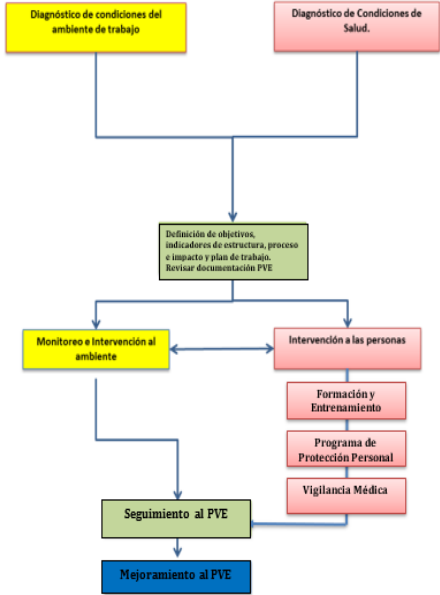 Diagnóstico de condiciones del
ambiente de trabajo
Diagnóstico de Condiciones de
Salud.
Definición de objetivos,
indicadores de estructura, proceso
e impacto y plan de trabajo.
Revisar documentación PVE
Monitoreo e Intervención al
ambiente
Intervención a las personas
Formación y
Entrenamiento
Programa de
Protección Personal
Vigilancia Médica
Seguimiento al PVE
Mejoramiento al PVE